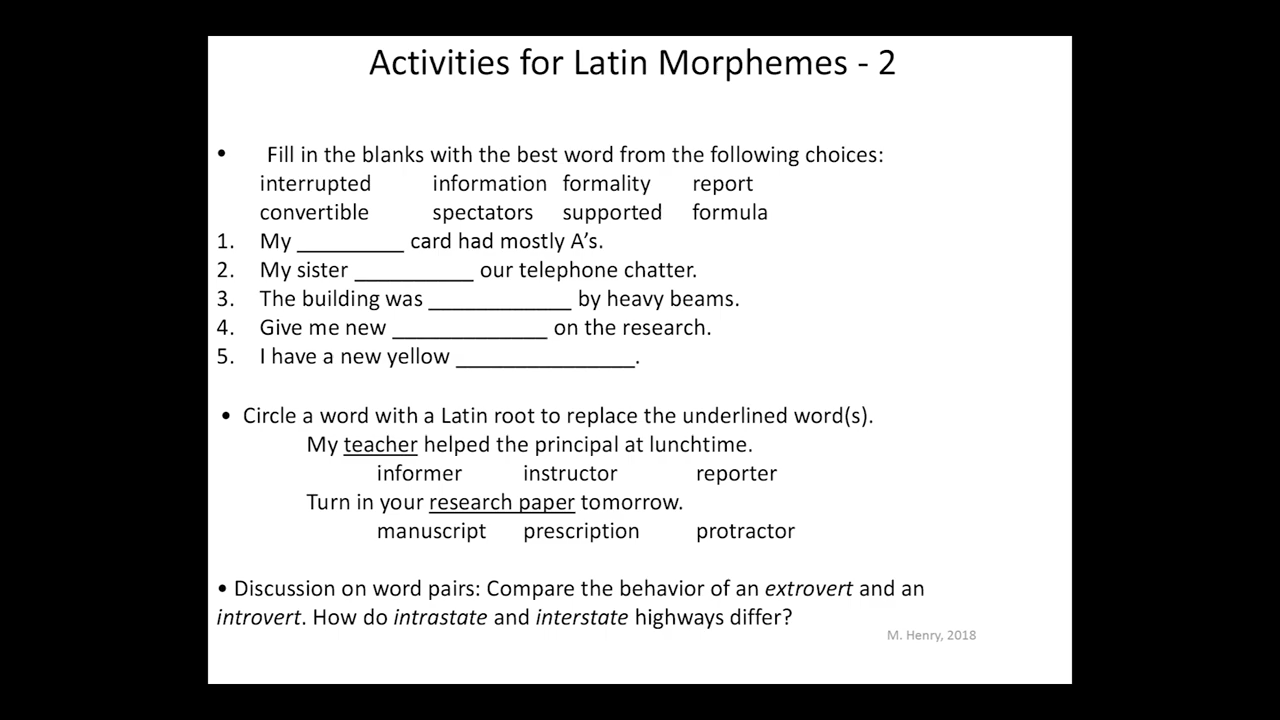 Activities for Latin Morphemes - 2
• Fill in the blanks with the best word from the following choices:
interrupted information formality report
convertible spectators supported formula
1. My _________ card had mostly A’s.
2. My sister __________ our telephone chatter.
3. The building was ____________ by heavy beams.
4. Give me new _____________ on the research.
5. I have a new yellow _______________.
• Circle a word with a Latin root to replace the underlined word(s).
My teacher helped the principal at lunchtime.
informer instructor reporter
Turn in your research paper tomorrow.
manuscript prescription protractor
• Discussion on word pairs: Compare the behavior of an extrovert and an
introvert. How do intrastate and interstate highways differ?
M. Henry, 2018